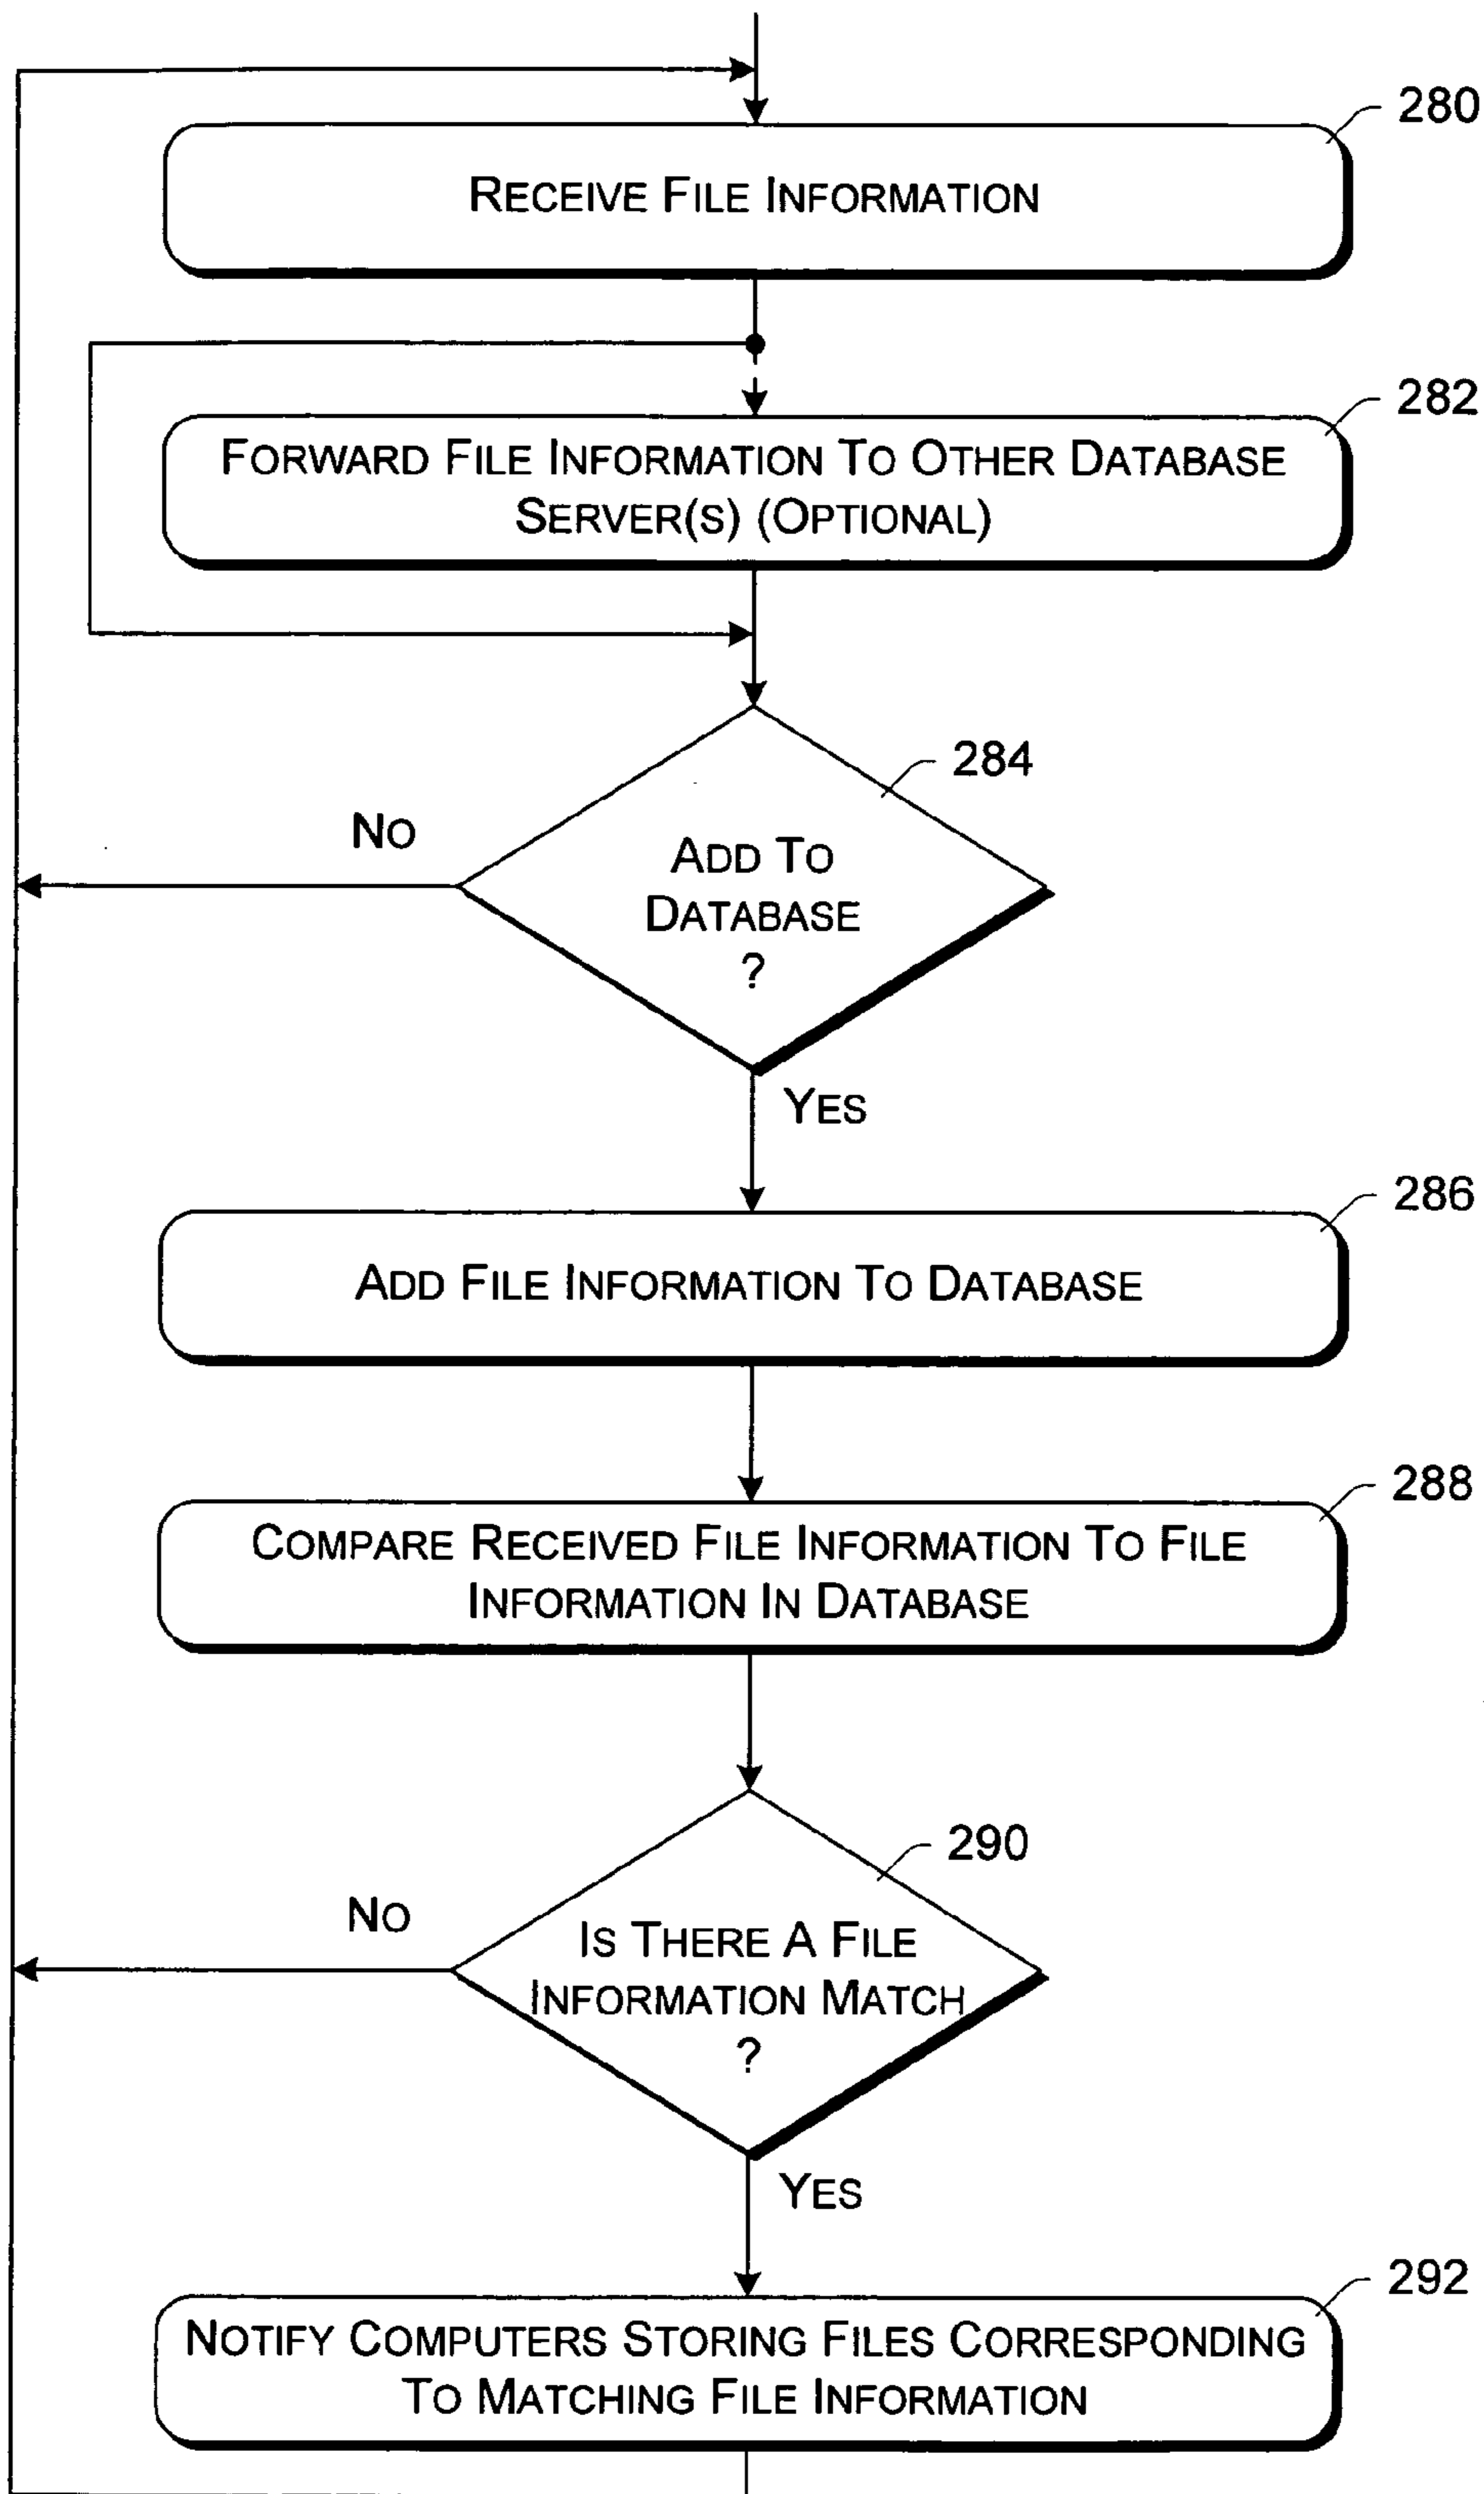 280
RECEIVE FILE INFORMATION
282
FORWARD FILE INFORMATION TO OTHER DATABASE
SERVER(S) (OPTIONAL)
284
NO
ADD TO
DATABASE
?
YES
286
ADD FILE INFORMATION TO DATABASE
288
COMPARE RECEIVED FILE INFORMATION TO FILE
INFORMATION IN DATABASE
290
NO
IS THERE A FILE
INFORMATION MATCH
?
YES
292
NOTIFY COMPUTERS STORING FILES CORRESPONDING
TO MATCHING FILE INFORMATION